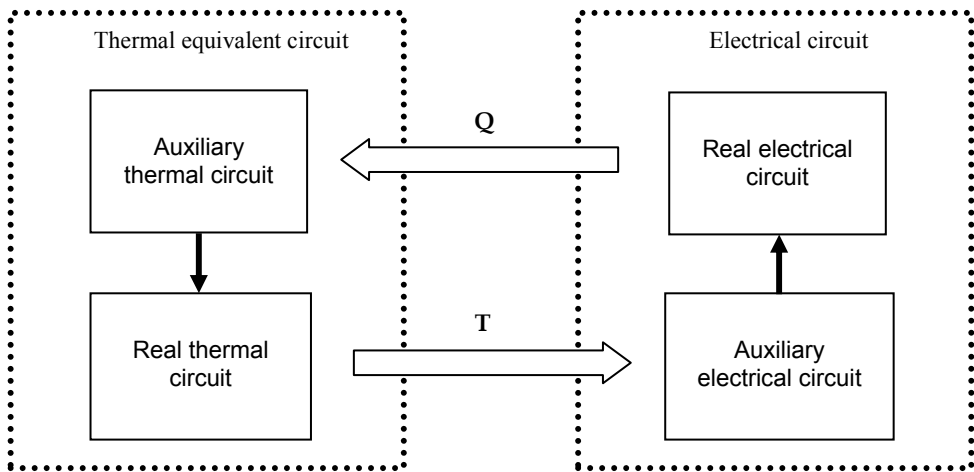 Thermal equivalent circuit
Electrical circuit
Auxiliary
thermal circuit
Q
Real electrical
circuit
Real thermal
circuit
T
Auxiliary
electrical circuit